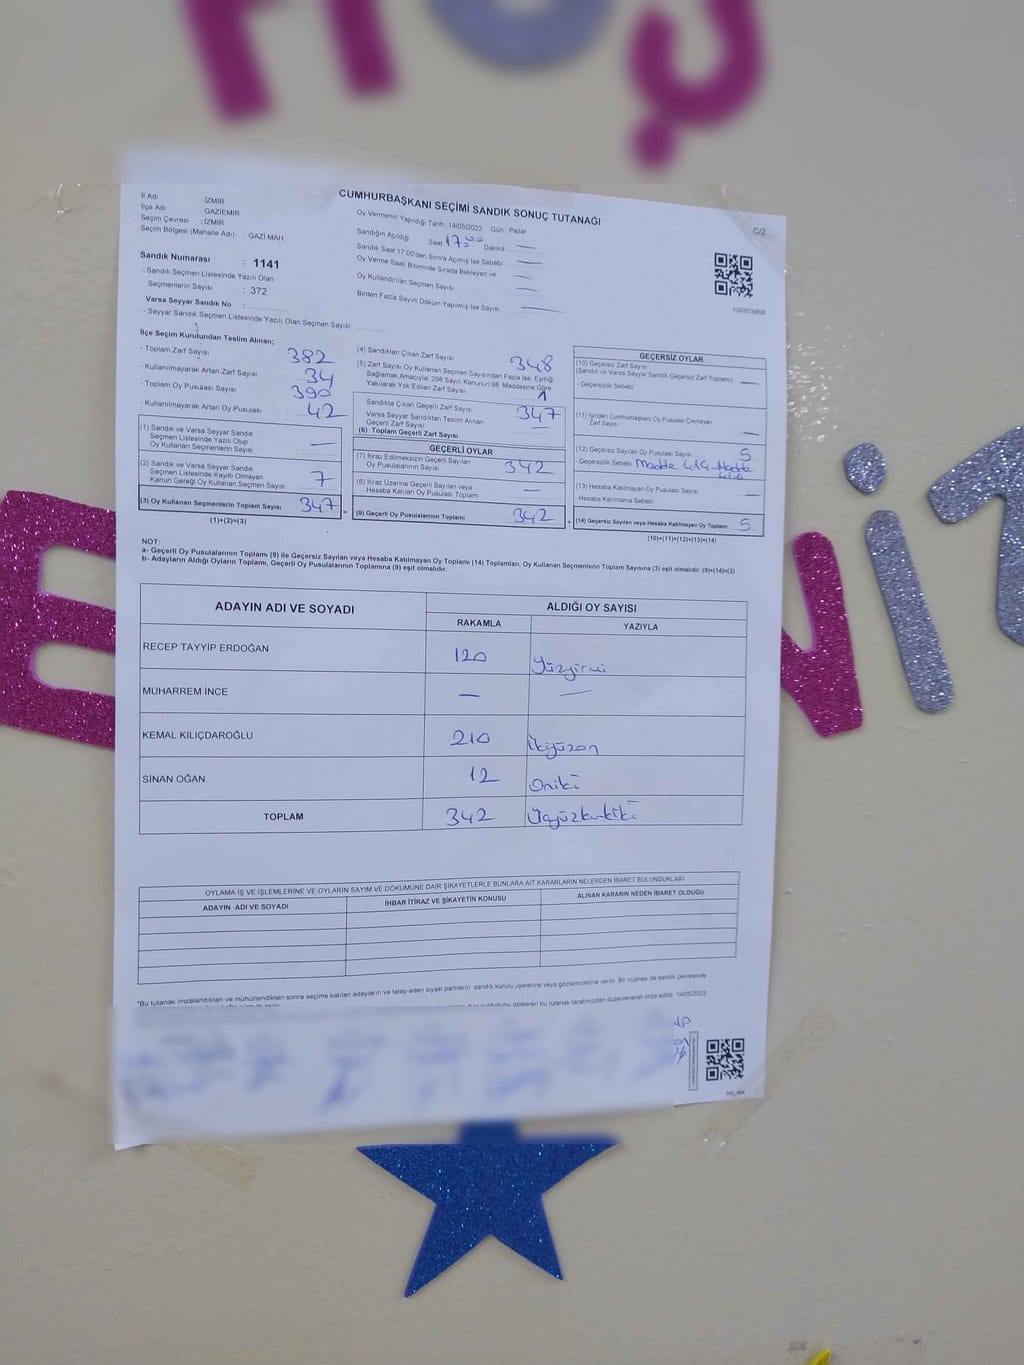 HOŞ
CUMHURBAŞKANI SEÇİMİ SANDIK SONUÇ TUTANAĞI
C/2
İl Adı : İZMİR
İlçe Adı : GAZİEMİR
Seçim Çevresi : İZMİR
Seçim Bölgesi (Mahalle Adı) : GAZİ MAH
Sandık Numarası : 1141
- Sandık Seçmen Listesinde Yazılı Olan
Seçmenlerin Sayısı : 372
Varsa Seyyar Sandık No :
- Seyyar Sandık Seçmen Listesinde Yazılı Olan Seçmen Sayısı:
Oy Vermenin Yapıldığı Tarih 14/05/2023 Gün Pazar
Sandığın Açıldığı Saat 17:00 Dakika —
Sandık Saat 17.00'den Sonra Açılmış İse Sebebi —
Oy Verme Saati Bitiminde Sırada Bekleyen ve —
Oy Kullandırılan Seçmen Sayısı —
Birden Fazla Sayım Döküm Yapılmış İse Sayısı —
1093576808
İlçe Seçim Kurulundan Teslim Alınan;
- Toplam Zarf Sayısı 382
- Kullanılmayarak Artan Zarf Sayısı 34
- Toplam Oy Pusulası Sayısı 390
- Kullanılmayarak Artan Oy Pusulası 42
(1) Sandık ve Varsa Seyyar Sandık
Seçmen Listesinde Yazılı Olup
Oy Kullanan Seçmenlerin Sayısı —
(2) Sandık ve Varsa Seyyar Sandık
Seçmen Listesinde Kayıtlı Olmayan
Kanun Gereği Oy Kullanan Seçmen Sayısı 7
(3) Oy Kullanan Seçmenlerin Toplam Sayısı 347
(1)+(2)=(3)
(4) Sandıktan Çıkan Zarf Sayısı 348
(5) Zarf Sayısı Oy Kullanan Seçmen Sayısından Fazla İse, Eşitliği
Sağlamak Amacıyla, 298 Sayılı Kanunun 98. Maddesine Göre
Yakılarak Yok Edilen Zarf Sayısı 1
Sandıkta Çıkan Geçerli Zarf Sayısı 347
Varsa Seyyar Sandıktan Teslim Alınan
Geçerli Zarf Sayısı —
(6) Toplam Geçerli Zarf Sayısı
GEÇERLİ OYLAR
(7) İtiraz Edilmeksizin Geçerli Sayılan
Oy Pusulalarının Sayısı 342
(8) İtiraz Üzerine Geçerli Sayılan veya
Hesaba Katılan Oy Pusulası Toplamı —
(9) Geçerli Oy Pusulalarının Toplamı 342
GEÇERSİZ OYLAR
(10) Geçersiz Zarf Sayısı
(Sandık ve Varsa Seyyar Sandık Geçersiz Zarf Toplamı) —
- Geçersizlik Sebebi
(11) İçinden Cumhurbaşkanı Oy Pusulası Çıkmayan
Zarf Sayısı —
(12) Geçersiz Sayılan Oy Pusulası Sayısı 5
- Geçersizlik Sebebi Madde
(13) Hesaba Katılmayan Oy Pusulası Sayısı —
- Hesaba Katılmama Sebebi
(14) Geçersiz Sayılan veya Hesaba Katılmayan Oy Toplamı 5
(10)+(11)+(12)+(13)=(14)
NOT:
a- Geçerli Oy Pusulalarının Toplamı (9) ile Geçersiz Sayılan veya Hesaba Katılmayan Oy Toplamı (14) Toplamları, Oy Kullanan Seçmenlerin Toplam Sayısına (3) eşit olmalıdır. (9)+(14)=(3)
b- Adayların Aldığı Oyların Toplamı, Geçerli Oy Pusulalarının Toplamına (9) eşit olmalıdır.
ADAYIN ADI VE SOYADI ALDIĞI OY SAYISI
RAKAMLA YAZIYLA
RECEP TAYYİP ERDOĞAN 120 Yüzyirmi
MUHARREM İNCE — —
KEMAL KILIÇDAROĞLU 210 İkiyüzon
SİNAN OĞAN 12 Oniki
TOPLAM 342 Üçyüzkırkiki
OYLAMA İŞ VE İŞLEMLERİNE VE OYLARIN SAYIM VE DÖKÜMÜNE DAİR ŞİKAYETLERLE BUNLARA AİT KARARLARIN NELERDEN İBARET BULUNDUKLARI
ADAYIN ADI VE SOYADI İHBAR İTİRAZ VE ŞİKAYETİN KONUSU ALINAN KARARIN NEDEN İBARET OLDUĞU
*Bu tutanak imzalandıktan ve mühürlendikten sonra seçime katılan adayların ve talep eden siyasi partilerin sandık kurulu üyelerine veya gözlemcilerine verilir. Bir nüshası da sandık çevresinde
bu tutanak tarafımızdan düzenlenerek imza edildi. 14/05/2023